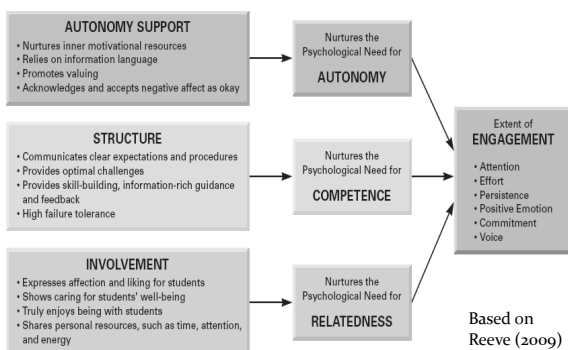 AUTONOMY SUPPORT
• Nurtures inner motivational resources
• Relies on information language
• Promotes valuing
• Acknowledges and accepts negative affect as okay
Nurtures the
Psychological Need for
AUTONOMY
STRUCTURE
• Communicates clear expectations and procedures
• Provides optimal challenges
• Provides skill-building, information-rich guidance
and feedback
• High failure tolerance
Nurtures the
Psychological Need for
COMPETENCE
INVOLVEMENT
• Expresses affection and liking for students
• Shows caring for students' well-being
• Truly enjoys being with students
• Shares personal resources, such as time, attention,
and energy
Nurtures the
Psychological Need for
RELATEDNESS
Extent of
ENGAGEMENT
• Attention
• Effort
• Persistence
• Positive Emotion
• Commitment
• Voice
Based on
Reeve (2009)